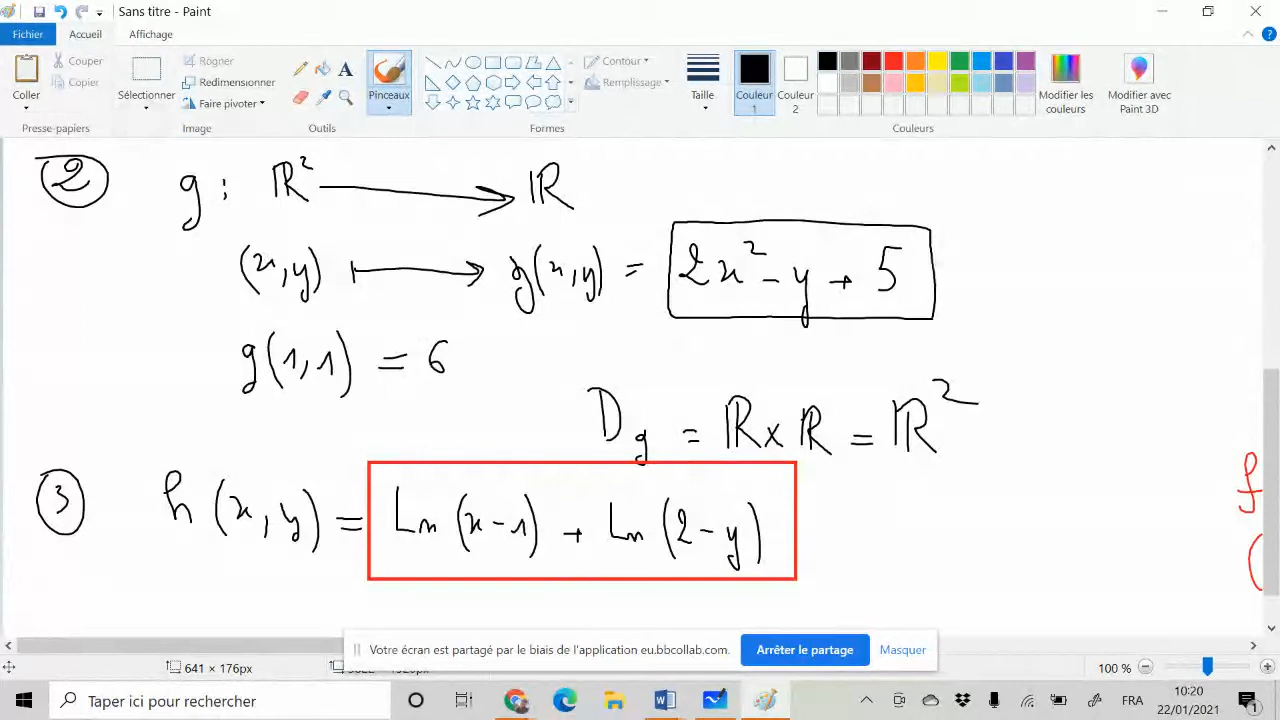 Sans titre - Paint
Fichier Accueil Affichage
Coller Couper Copier Sélectionner Rogner Redimensionner Faire pivoter Pinceaux Contour Remplissage Taille Couleur 1 Couleur 2 Modifier les couleurs Modifier avec Paint 3D
Presse-papiers Image Outils Formes Couleurs
② g : ℝ² ⟶ ℝ
(x,y) ⟼ g(x,y) = 2x² - y + 5
g(1,1) = 6
D_g = ℝ × ℝ = ℝ²
③ h(x,y) = Ln(x-1) + Ln(2-y)
f
(
Votre écran est partagé par le biais de l'application eu.bbcollab.com. Arrêter le partage Masquer
641 × 176px 100 %
Taper ici pour rechercher FRA 10:20
22/01/2021